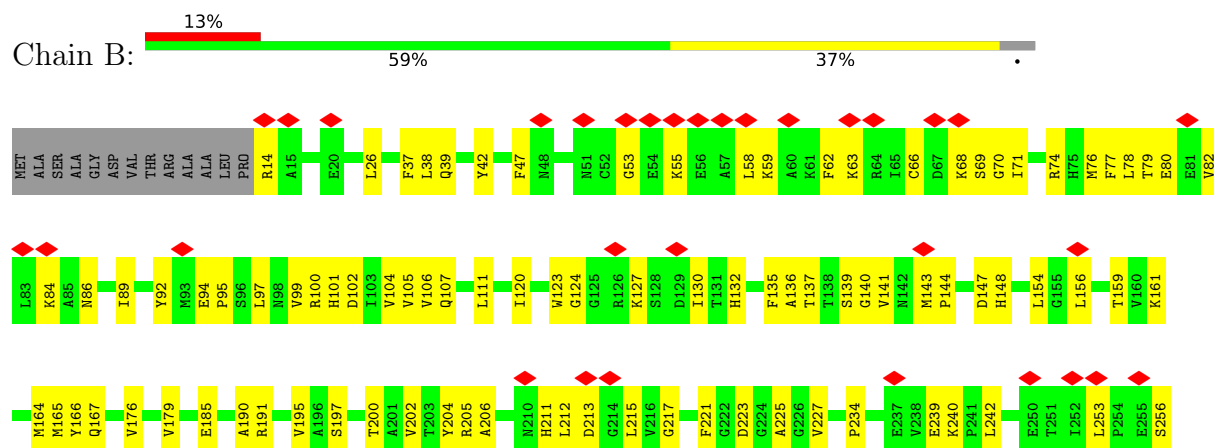 13%
Chain B:
59% 37% •
MET ALA SER ALA GLY ASP VAL THR ARG ALA ALA LEU PRO R14 A15 E20 L26 F37 L38 Q39 Y42 F47 N48 N51 C52 G53 E54 K55 E56 A57 L58 K59 A60 K61 F62 K63 R64 I65 C66 D67 K68 S69 G70 I71 R74 H75 M76 F77 L78 T79 E80 E81 V82
L83 K84 A85 N86 I89 Y92 M93 E94 P95 S96 L97 N98 V99 R100 H101 D102 I103 V104 V105 V106 Q107 L111 I120 W123 G124 G125 R126 K127 S128 D129 I130 T131 H132 F135 A136 T137 T138 S139 G140 V141 N142 M143 P144 D147 H148 L154 G155 L156 T159 V160 K161
M164 M165 Y166 Q167 V176 V179 E185 A190 R191 V195 A196 S197 T200 A201 V202 T203 Y204 R205 A206 N210 H211 L212 D213 G214 L215 V216 G217 F221 G222 D223 G224 A225 G226 V227 P234 E237 V238 E239 K240 P241 L242 E250 T251 I252 L253 P254 E255 S256